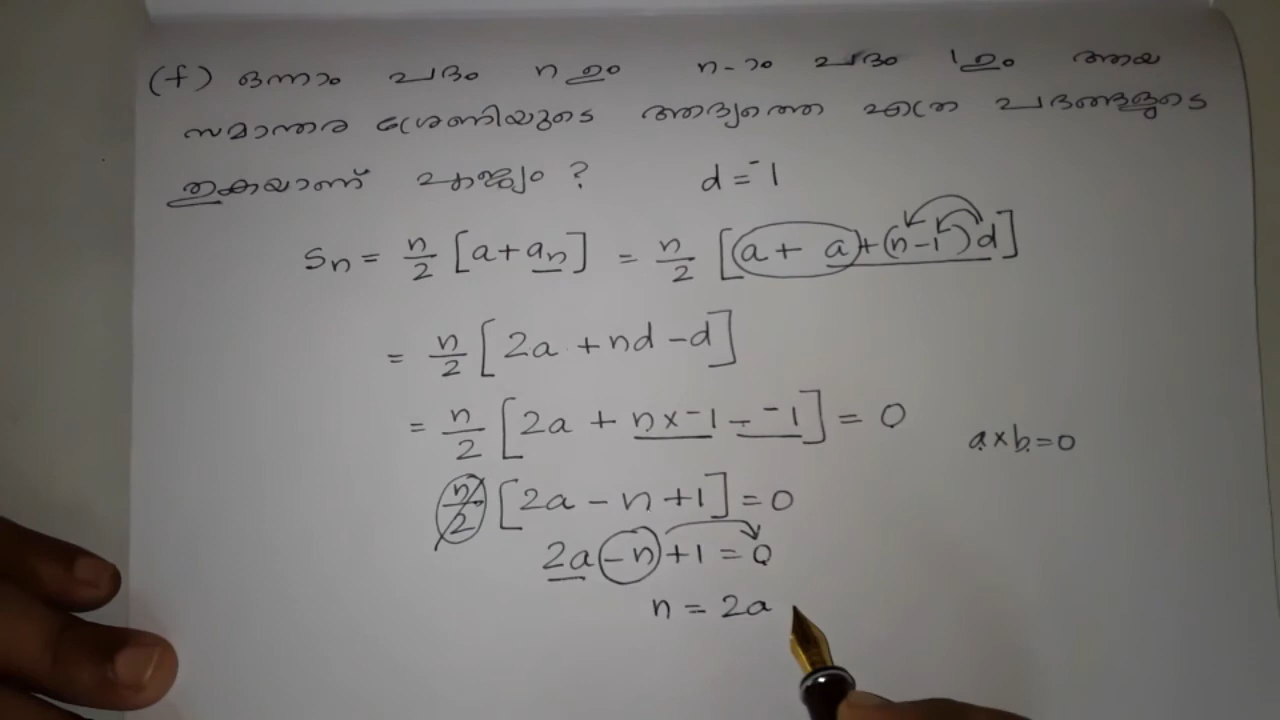 (f) ഒന്നാം പദം n ഉം n-ാം പദം 1 ഉം ആയ
സമാന്തര ശ്രേണിയുടെ ആദ്യത്തെ എത്ര പദങ്ങളുടെ
തുകയാണ് പൂജ്യം ? d = -1
Sn = n/2 [a + an] = n/2 [a + a + (n-1)d]
= n/2 [2a + nd - d]
= n/2 [2a + n x -1 - -1] = 0
a x b = 0
n/2 [2a - n + 1] = 0
2a - n + 1 = 0
n = 2a